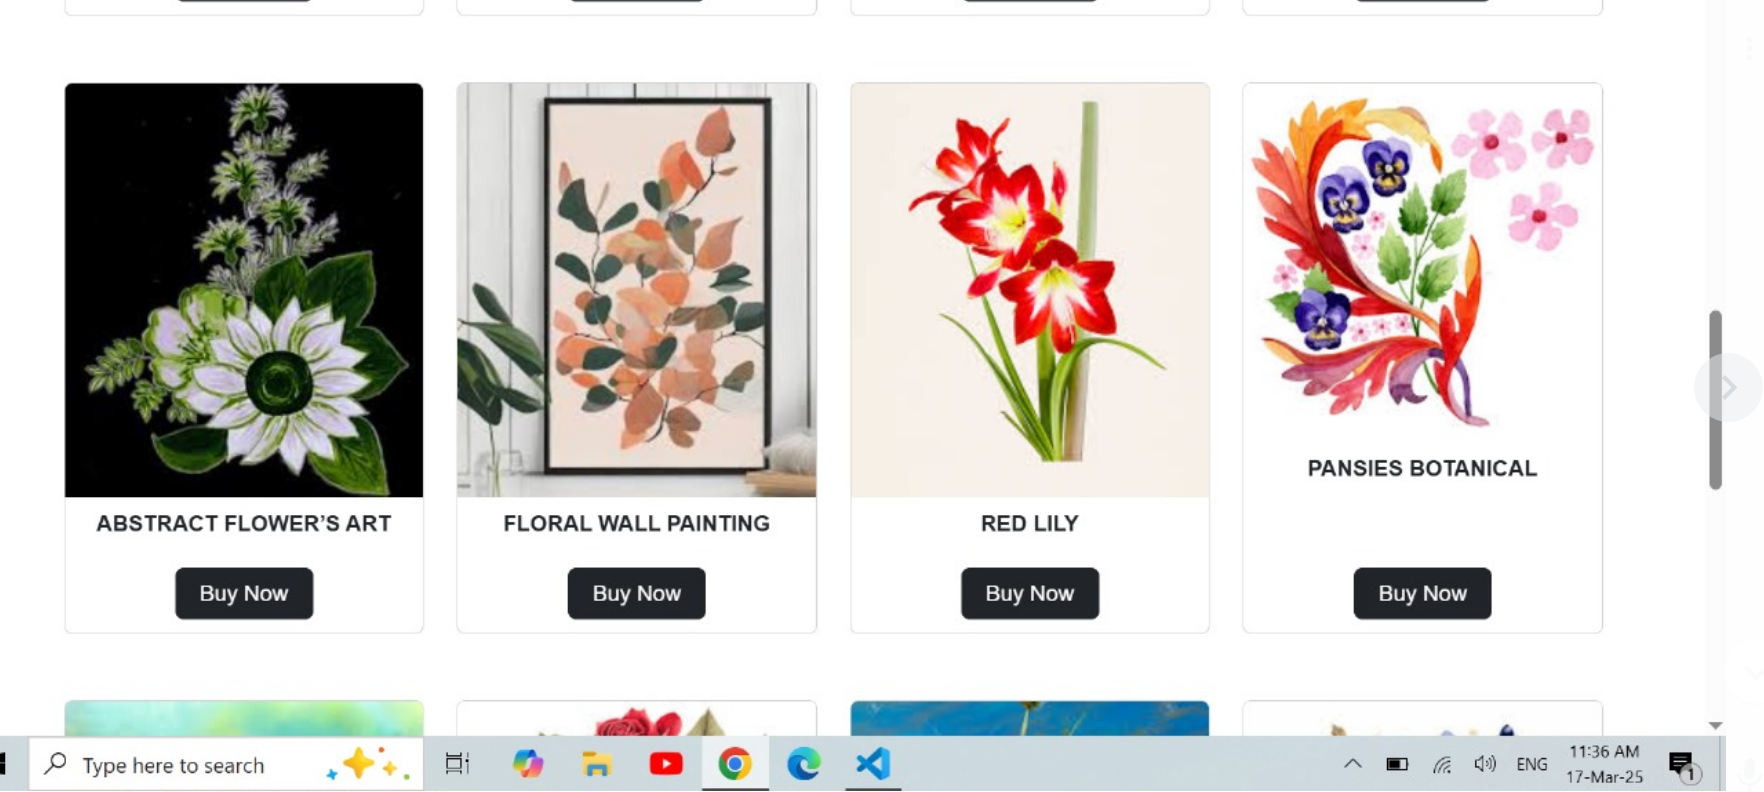 ABSTRACT FLOWER’S ART
FLORAL WALL PAINTING
RED LILY
PANSIES BOTANICAL
Buy Now
Buy Now
Buy Now
Buy Now
Type here to search
ENG
11:36 AM
17-Mar-25
1